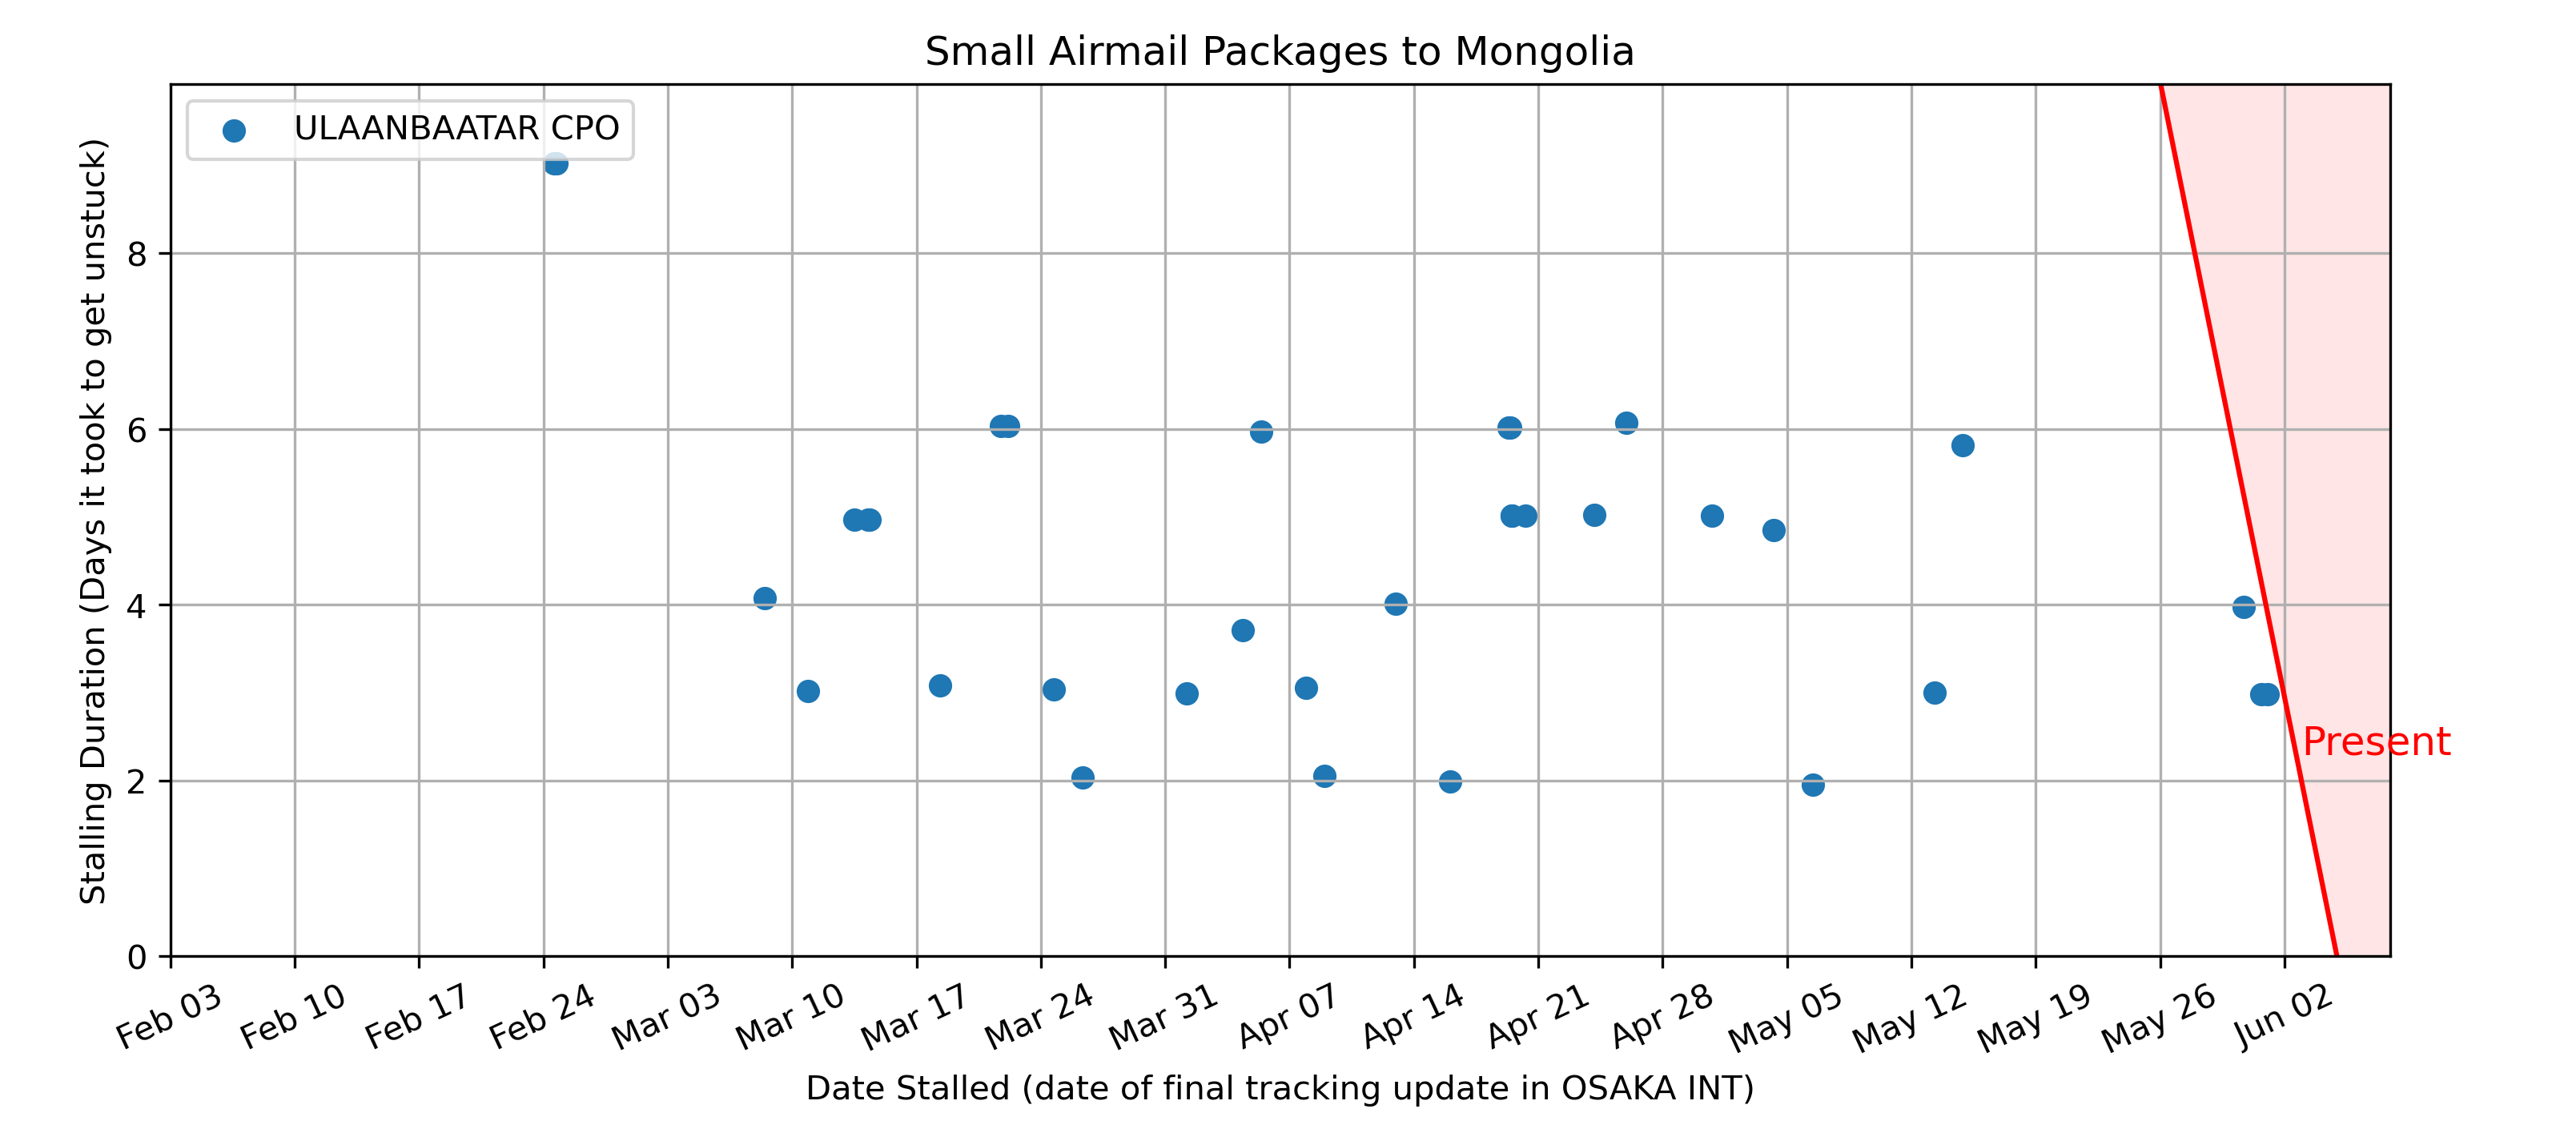 Small Airmail Packages to Mongolia
ULAANBAATAR CPO
Stalling Duration (Days it took to get unstuck)
8
6
4
2
0
Present
Feb 03
Feb 10
Feb 17
Feb 24
Mar 03
Mar 10
Mar 17
Mar 24
Mar 31
Apr 07
Apr 14
Apr 21
Apr 28
May 05
May 12
May 19
May 26
Jun 02
Date Stalled (date of final tracking update in OSAKA INT)